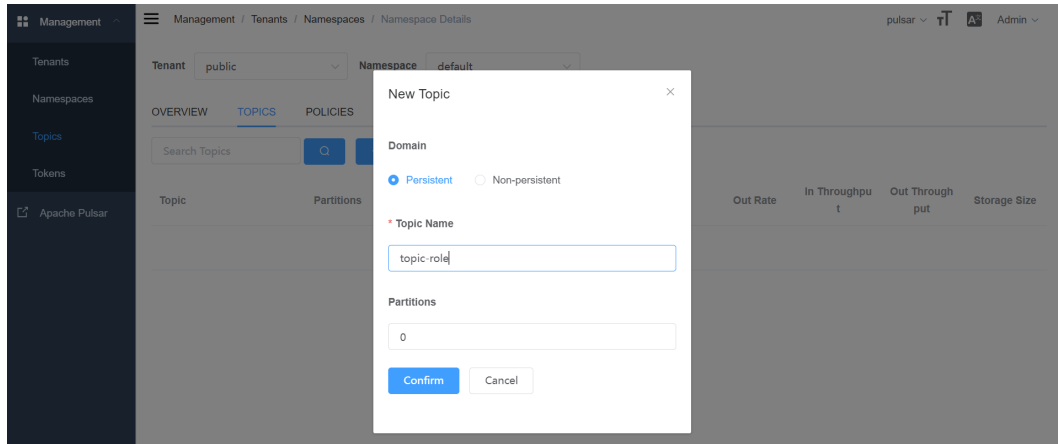 Management
Management / Tenants / Namespaces / Namespace Details
pulsar
Admin
Tenants
Namespaces
Topics
Tokens
Apache Pulsar
Tenant public
Namespace default
OVERVIEW TOPICS POLICIES
Search Topics
Topic Partitions Out Rate In Throughpu
t Out Through
put Storage Size
New Topic
Domain
Persistent Non-persistent
* Topic Name
topic-role
Partitions
0
Confirm Cancel